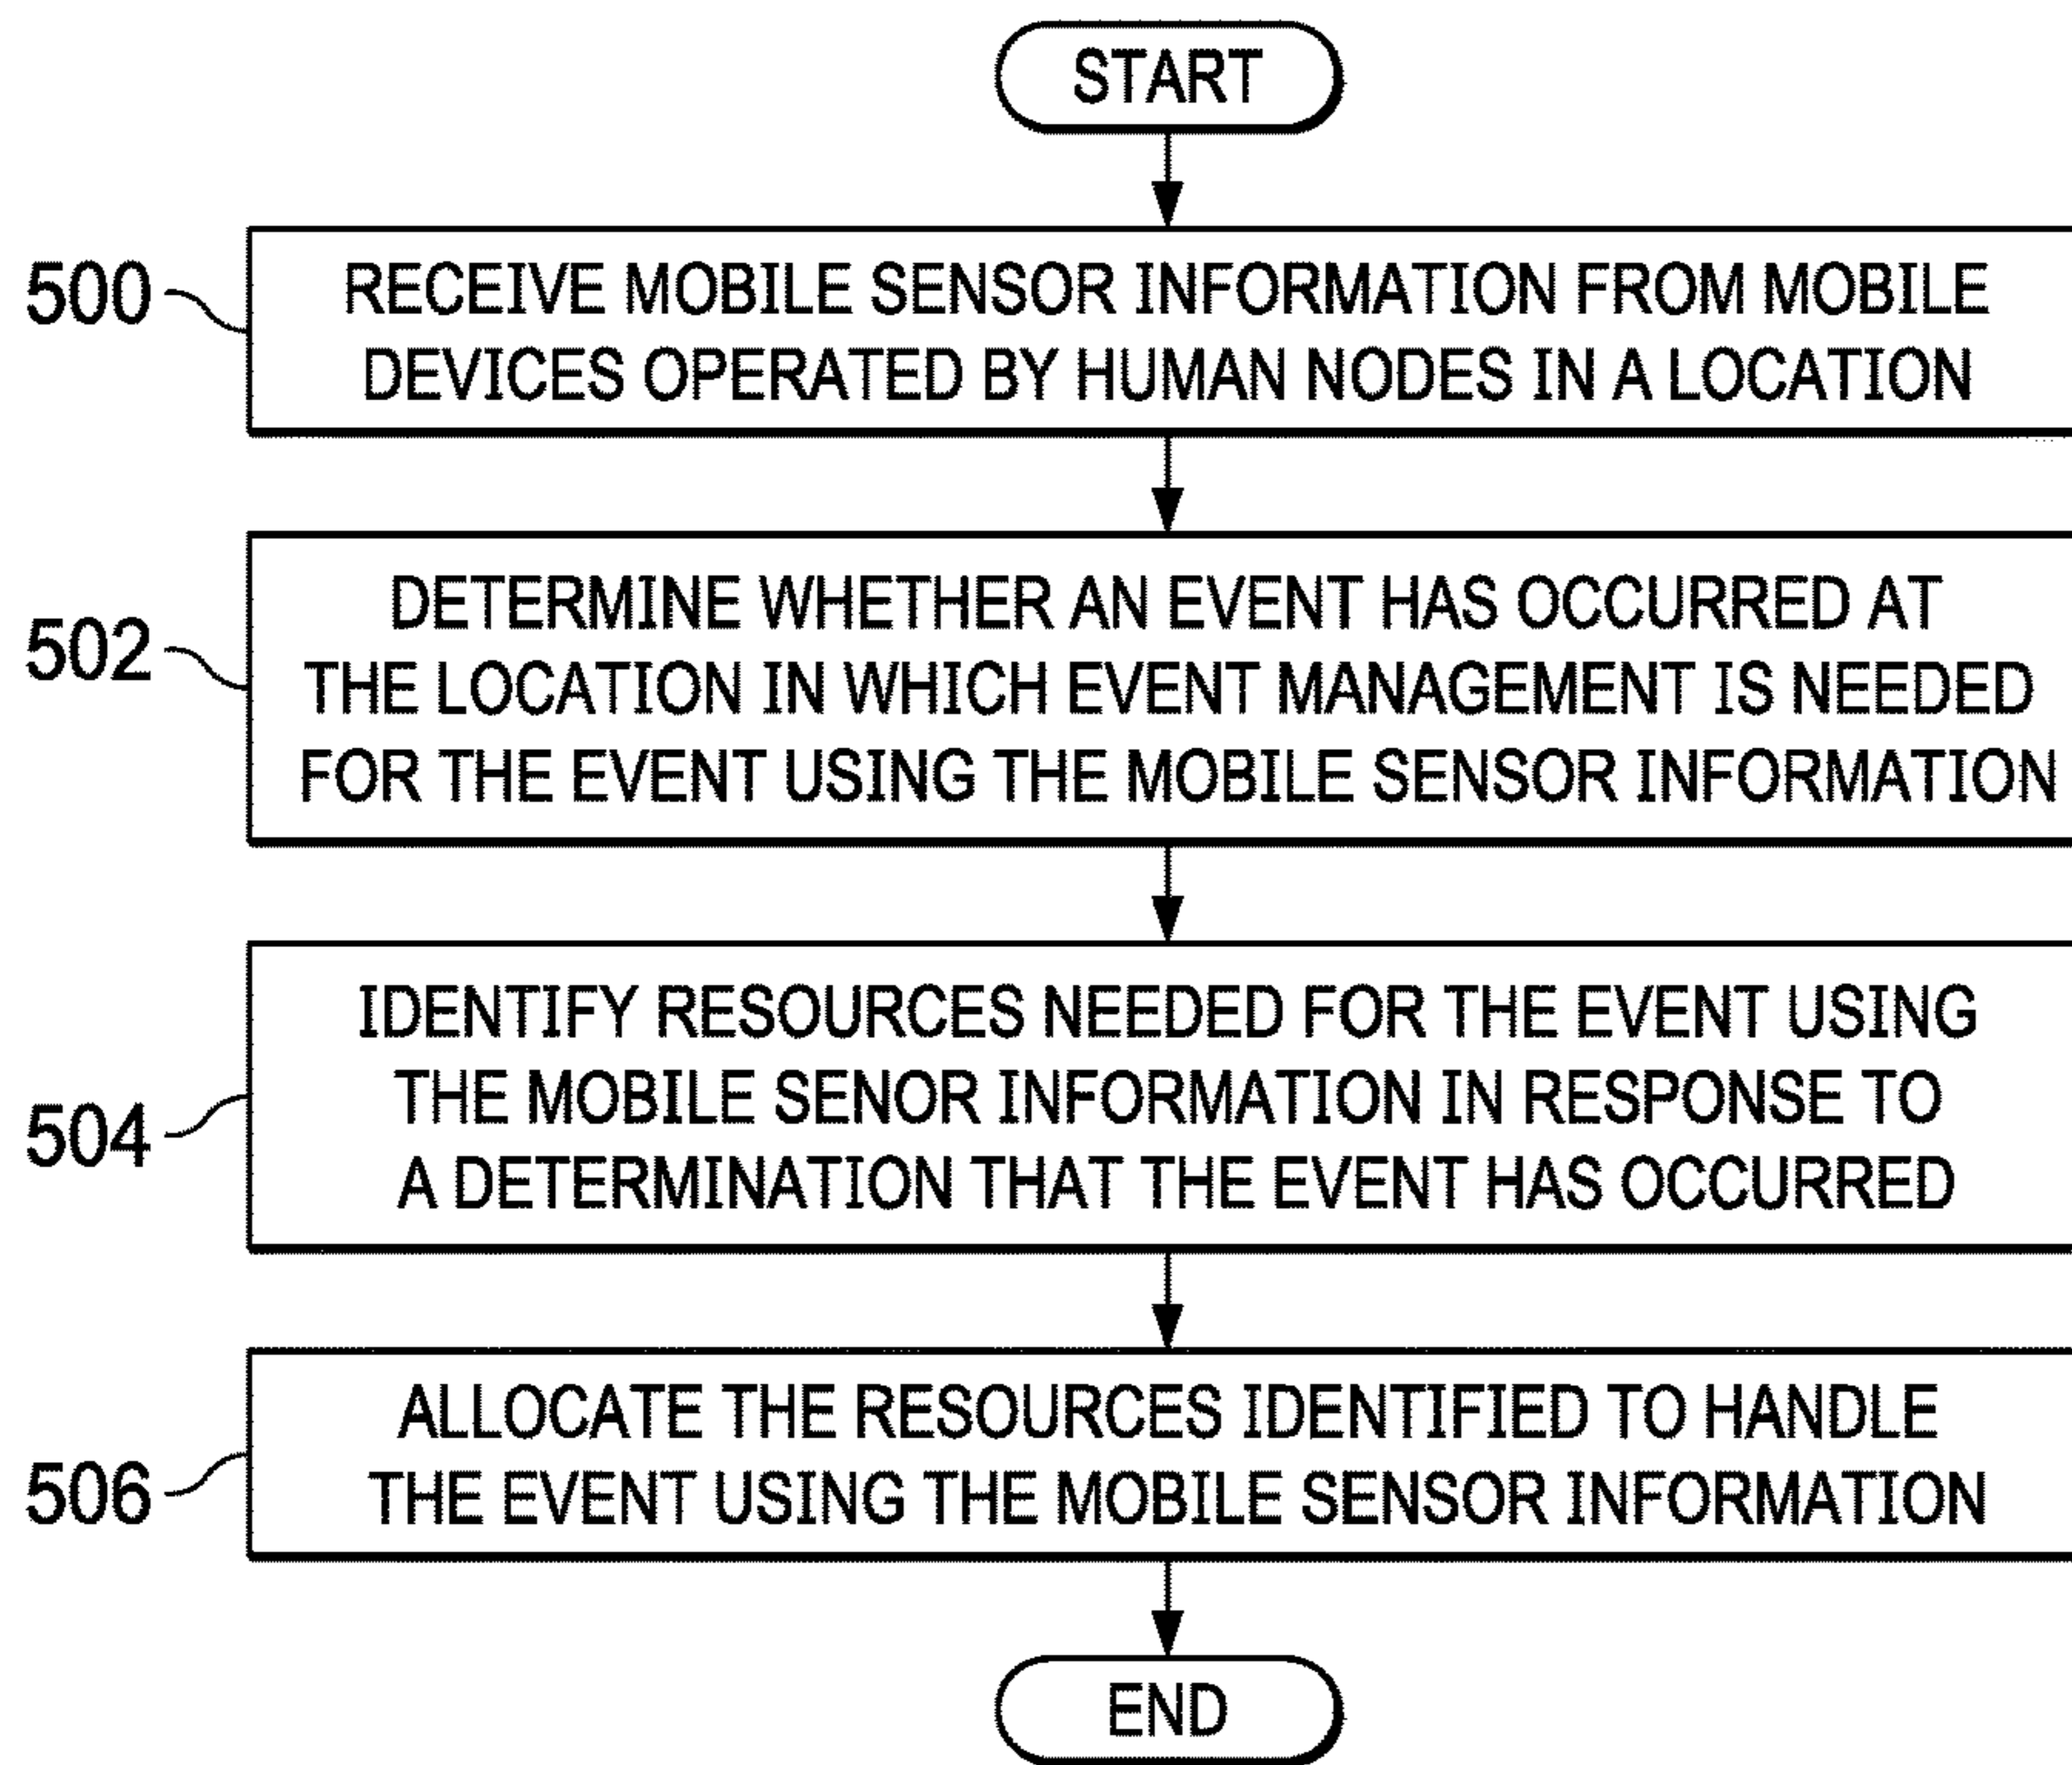 START
500
RECEIVE MOBILE SENSOR INFORMATION FROM MOBILE
DEVICES OPERATED BY HUMAN NODES IN A LOCATION
502
DETERMINE WHETHER AN EVENT HAS OCCURRED AT
THE LOCATION IN WHICH EVENT MANAGEMENT IS NEEDED
FOR THE EVENT USING THE MOBILE SENSOR INFORMATION
504
IDENTIFY RESOURCES NEEDED FOR THE EVENT USING
THE MOBILE SENOR INFORMATION IN RESPONSE TO
A DETERMINATION THAT THE EVENT HAS OCCURRED
506
ALLOCATE THE RESOURCES IDENTIFIED TO HANDLE
THE EVENT USING THE MOBILE SENSOR INFORMATION
END